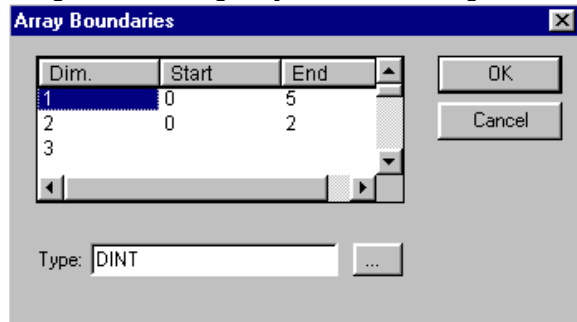 Array Boundaries
Dim. Start End
1 0 5
2 0 2
3
OK
Cancel
Type: DINT ...